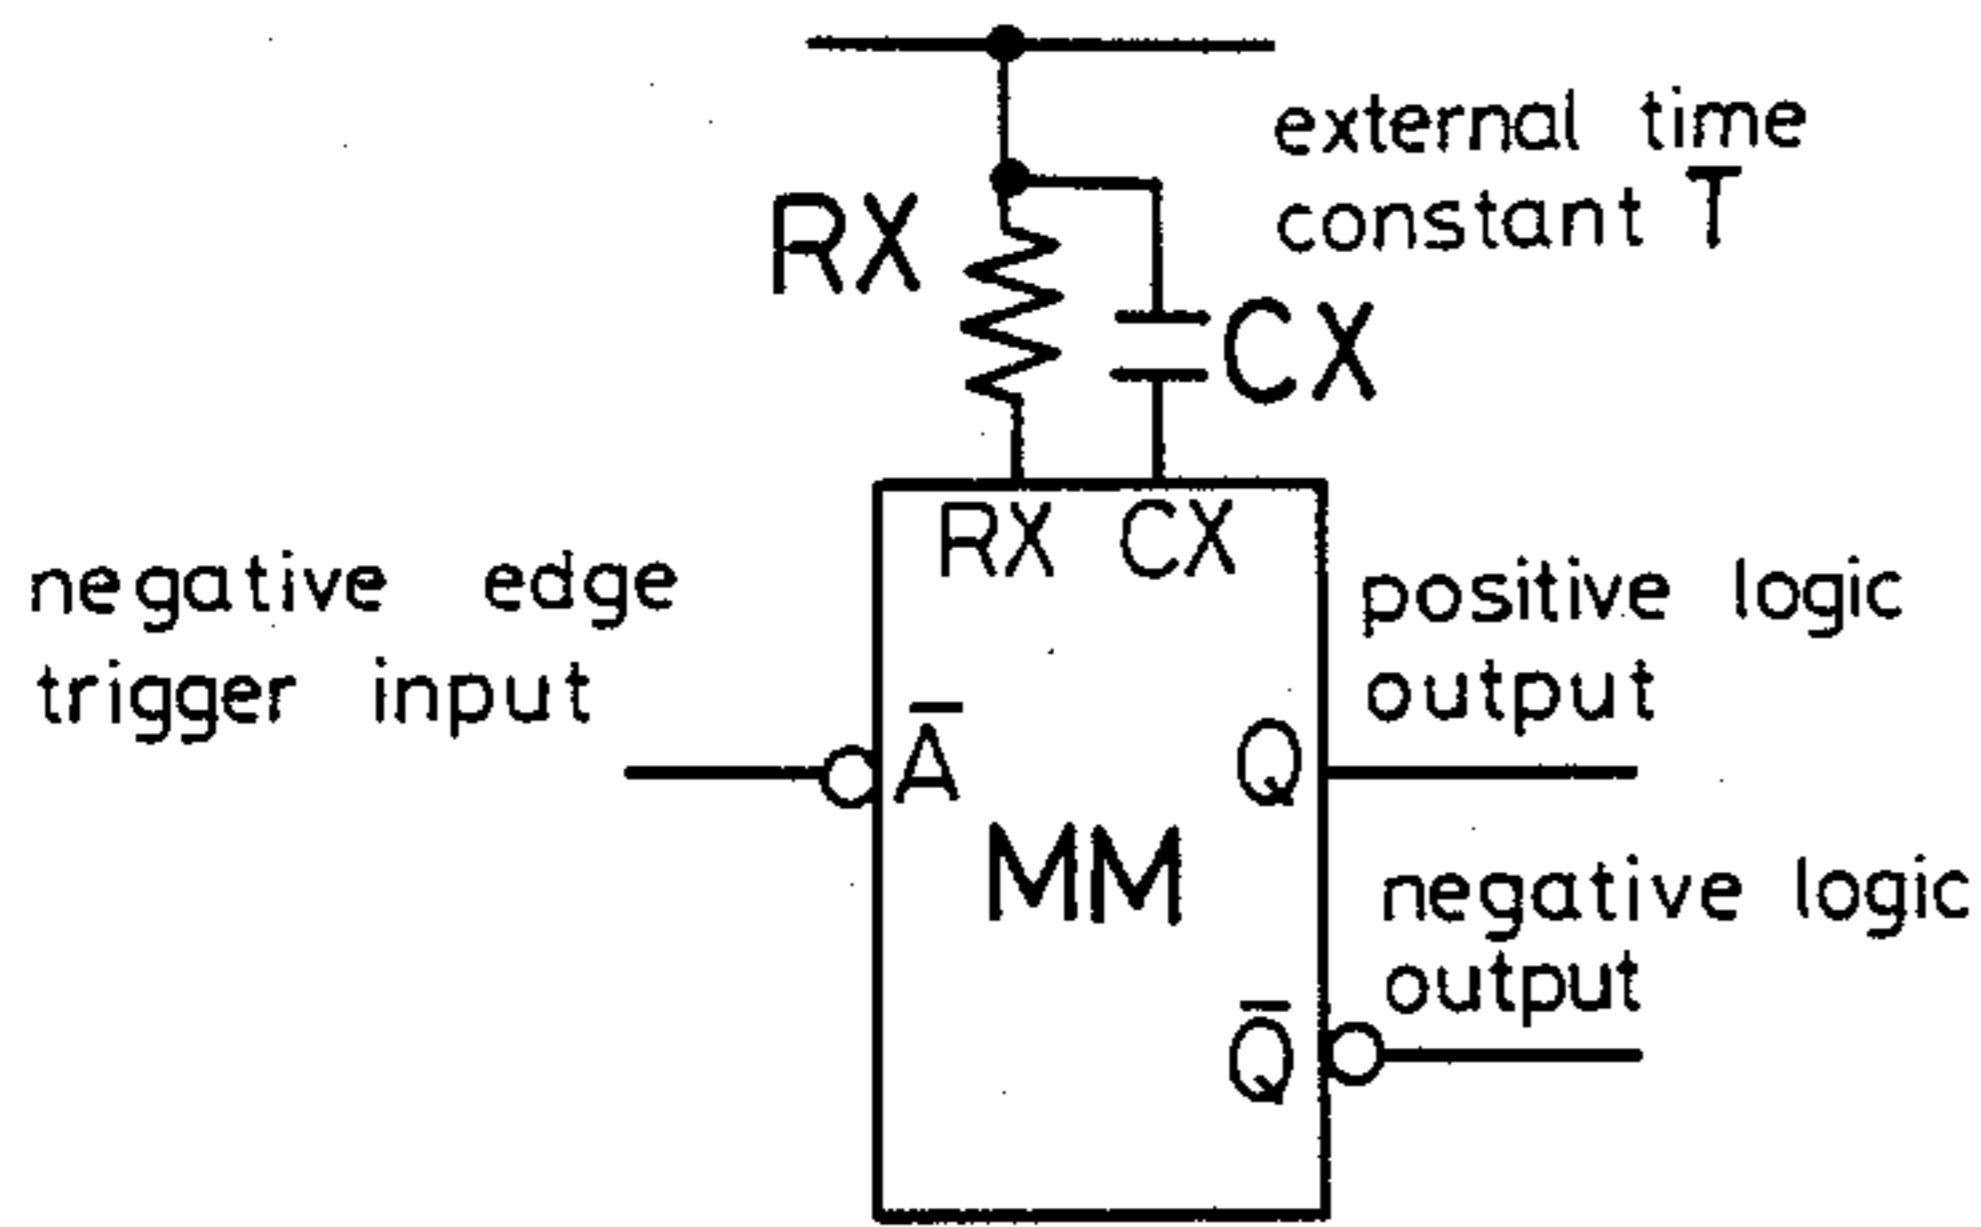 external time
constant T
RX
CX
RX CX
negative edge
trigger input
positive logic
output
A̅
Q
MM
negative logic
output
Q̅